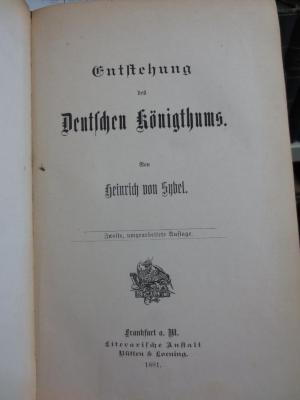 Entstehung
des
Deutschen Königthums.
Von
Heinrich von Sybel.
Zweite, umgearbeitete Auflage.
Frankfurt a. M.
Literarische Anstalt
Rütten & Loening.
1881.